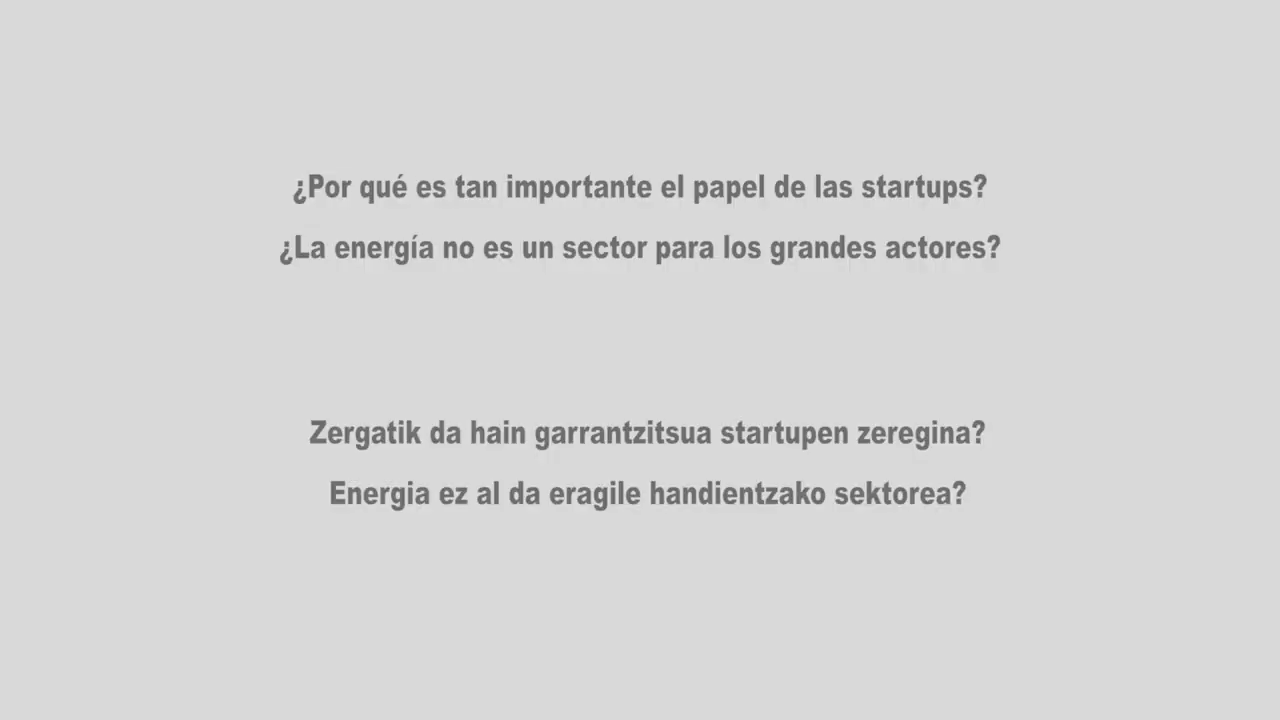 ¿Por qué es tan importante el papel de las startups?
¿La energía no es un sector para los grandes actores?
Zergatik da hain garrantzitsua startupen zeregina?
Energia ez al da eragile handientzako sektorea?